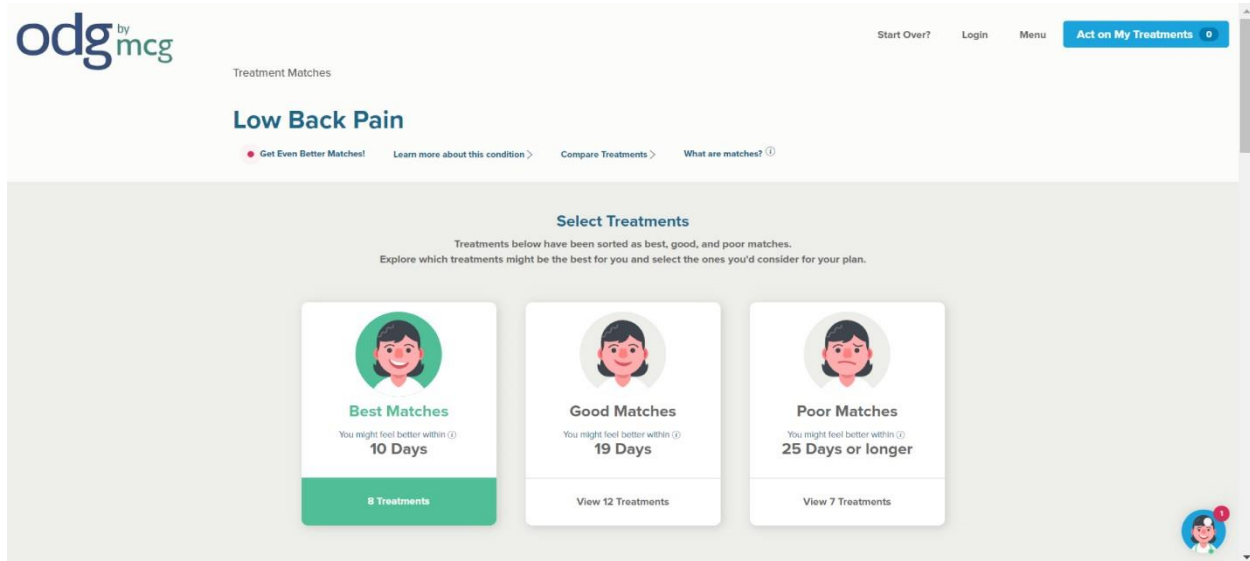 odg by mcg
Start Over?
Login
Menu
Act on My Treatments 0
Treatment Matches
Low Back Pain
Get Even Better Matches!
Learn more about this condition >
Compare Treatments >
What are matches? i
Select Treatments
Treatments below have been sorted as best, good, and poor matches.
Explore which treatments might be the best for you and select the ones you'd consider for your plan.
Best Matches
You might feel better within i
10 Days
8 Treatments
Good Matches
You might feel better within i
19 Days
View 12 Treatments
Poor Matches
You might feel better within i
25 Days or longer
View 7 Treatments
1